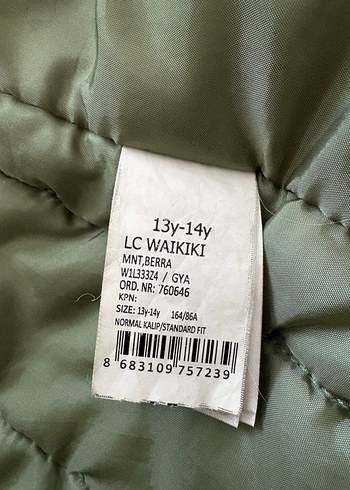 13y-14y
LC WAIKIKI
MNT,BERRA
W1L333Z4 / GYA
ORD. NR: 760646
KPN:
SIZE: 13y-14y 164/86A
NORMAL KALIP/STANDARD FIT
8 683109 757239